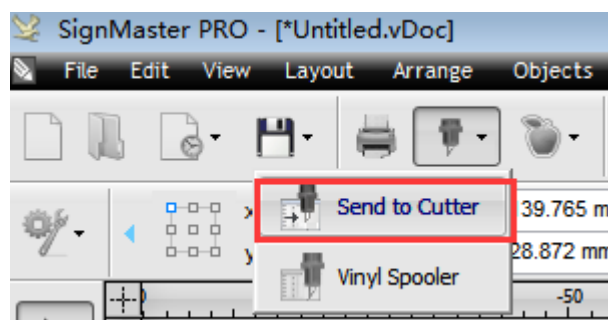 SignMaster PRO - [*Untitled.vDoc]
File Edit View Layout Arrange Objects
Send to Cutter
39.765 m
28.872 mm
Vinyl Spooler
-50